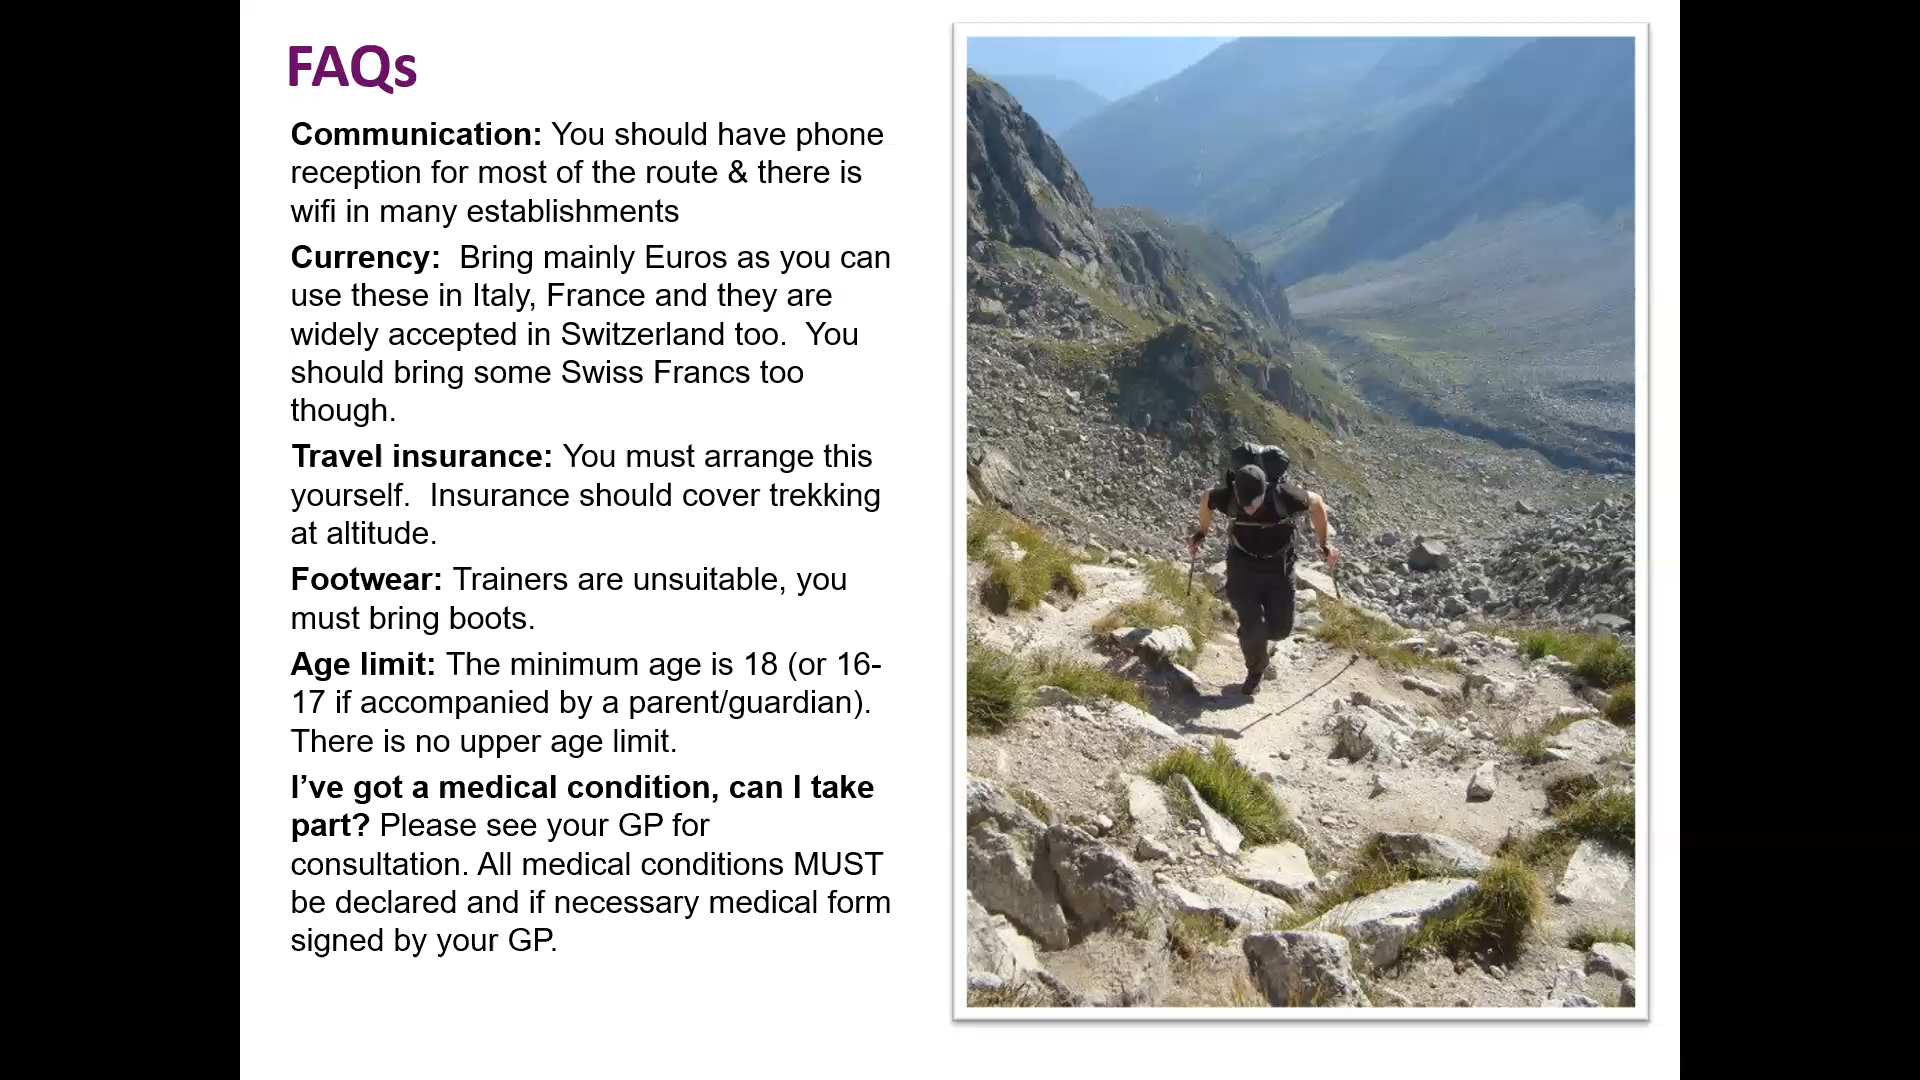 FAQs
Communication: You should have phone
reception for most of the route & there is
wifi in many establishments
Currency:  Bring mainly Euros as you can
use these in Italy, France and they are
widely accepted in Switzerland too.  You
should bring some Swiss Francs too
though.
Travel insurance: You must arrange this
yourself.  Insurance should cover trekking
at altitude.
Footwear: Trainers are unsuitable, you
must bring boots.
Age limit: The minimum age is 18 (or 16-
17 if accompanied by a parent/guardian).
There is no upper age limit.
I’ve got a medical condition, can I take
part? Please see your GP for
consultation. All medical conditions MUST
be declared and if necessary medical form
signed by your GP.